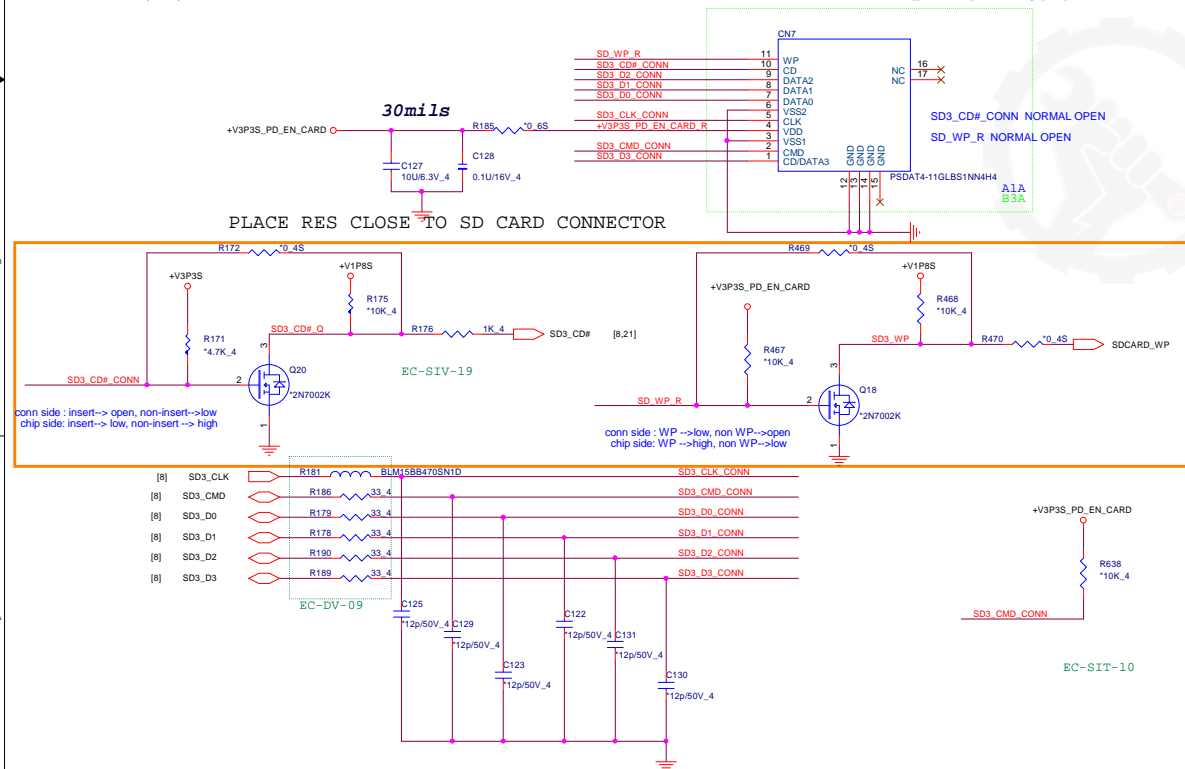 CN7
SD_WP_R 11 WP
SD3_CD#_CONN 10 CD
SD3_D2_CONN 9 DATA2
SD3_D1_CONN 8 DATA1
SD3_D0_CONN 7 DATA0
6 VSS2
SD3_CLK_CONN 5 CLK
+V3P3S_PD_EN_CARD_R 4 VDD
3 VSS1
SD3_CMD_CONN 2 CMD
SD3_D3_CONN 1 CD/DATA3
NC 16
NC 17
GND GND GND GND
12 13 14 15
PSDAT4-11GLBS1NN4H4
SD3_CD#_CONN NORMAL OPEN
SD_WP_R NORMAL OPEN
A1A
B3A
30mils
+V3P3S_PD_EN_CARD
R185 *0_6S
C127
10U/6.3V_4
C128
0.1U/16V_4
PLACE RES CLOSE TO SD CARD CONNECTOR
R172 *0_4S
+V3P3S
+V1P8S
R175
*10K_4
R171
*4.7K_4
SD3_CD#_Q
R176 1K_4
SD3_CD# [8,21]
3
Q20
SD3_CD#_CONN 2
*2N7002K
1
EC-SIV-19
conn side : insert--> open, non-insert-->low
chip side: insert--> low, non-insert --> high
R469 *0_4S
+V3P3S_PD_EN_CARD
+V1P8S
R468
*10K_4
R467
*10K_4
SD3_WP
R470 *0_4S
SDCARD_WP
3
Q18
SD_WP_R 2
*2N7002K
1
conn side : WP -->low, non WP-->open
chip side: WP -->high, non WP-->low
[8] SD3_CLK R181 BLM15BB470SN1D SD3_CLK_CONN
[8] SD3_CMD R186 33_4 SD3_CMD_CONN
[8] SD3_D0 R179 33_4 SD3_D0_CONN
[8] SD3_D1 R178 33_4 SD3_D1_CONN
[8] SD3_D2 R190 33_4 SD3_D2_CONN
[8] SD3_D3 R189 33_4 SD3_D3_CONN
EC-DV-09
C125
*12p/50V_4
C129
*12p/50V_4
C123
*12p/50V_4
C122
*12p/50V_4
C131
*12p/50V_4
C130
*12p/50V_4
+V3P3S_PD_EN_CARD
R638
*10K_4
SD3_CMD_CONN
EC-SIT-10